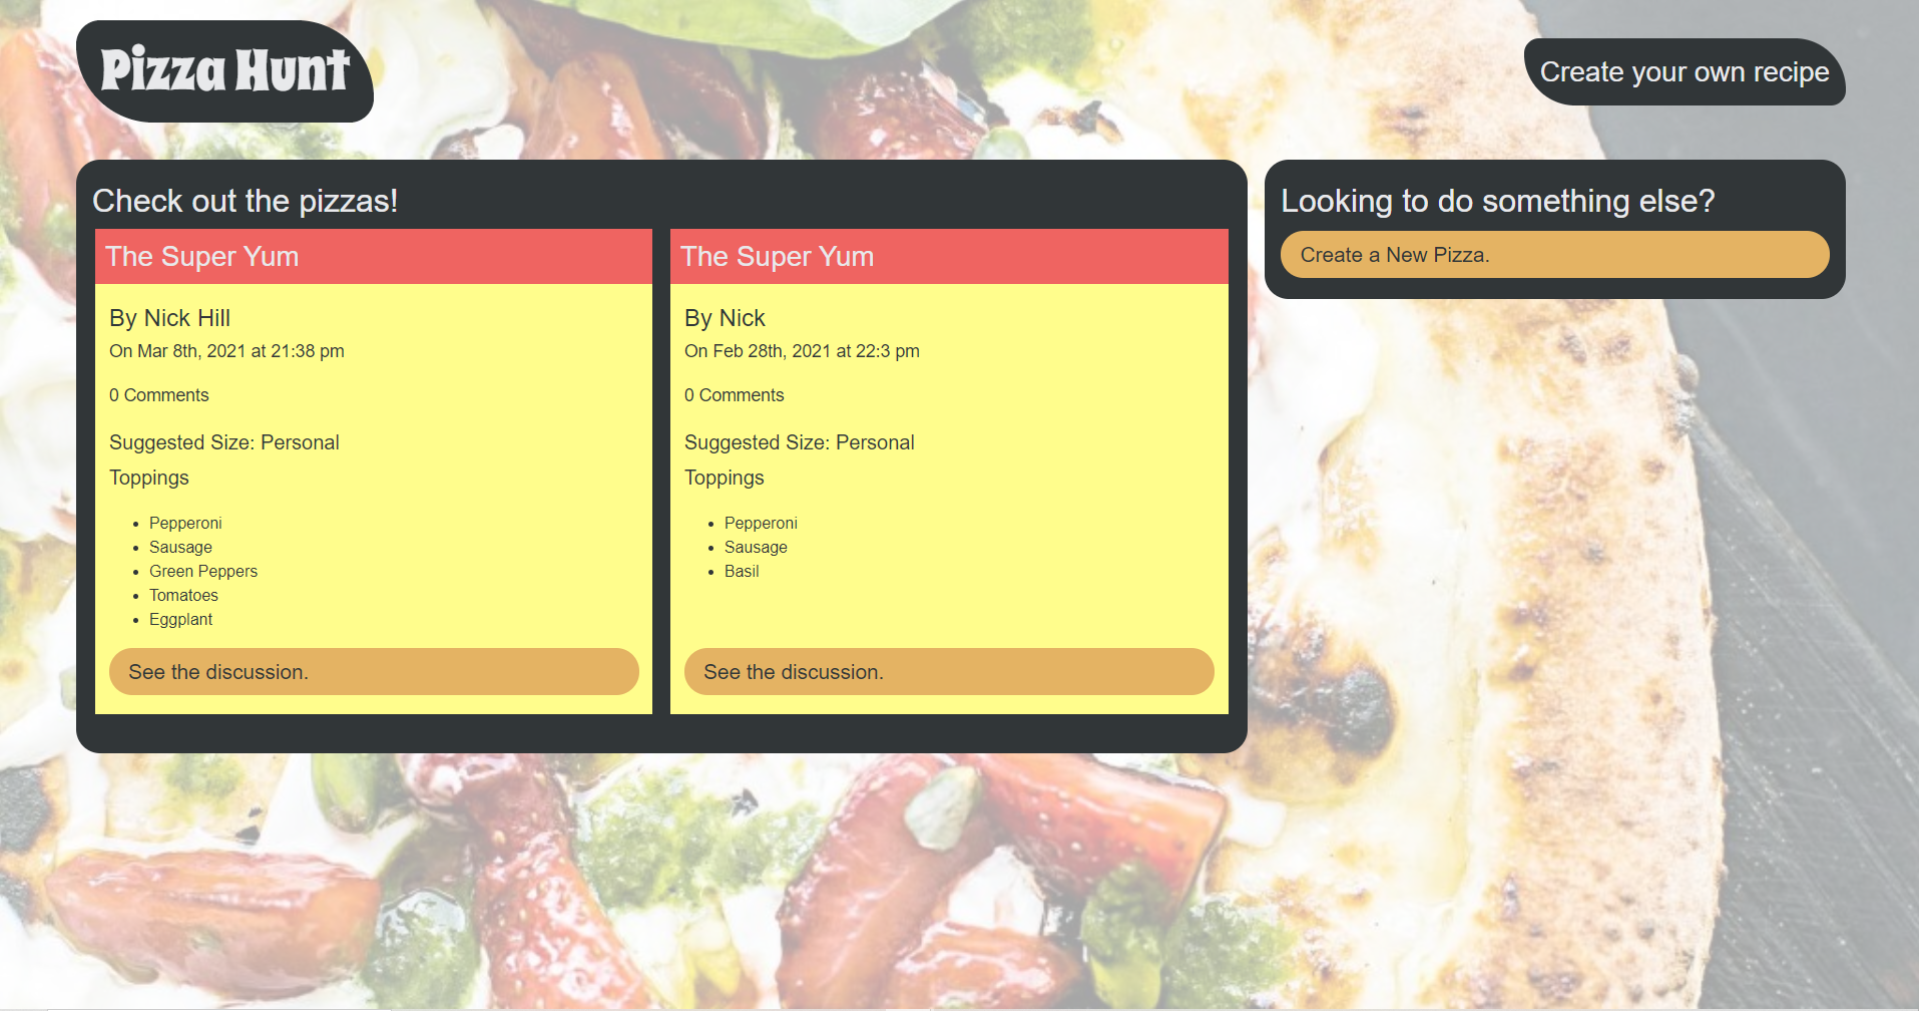 Pizza Hunt
Create your own recipe
Check out the pizzas!
The Super Yum
By Nick Hill
On Mar 8th, 2021 at 21:38 pm
0 Comments
Suggested Size: Personal
Toppings
Pepperoni
Sausage
Green Peppers
Tomatoes
Eggplant
See the discussion.
The Super Yum
By Nick
On Feb 28th, 2021 at 22:3 pm
0 Comments
Suggested Size: Personal
Toppings
Pepperoni
Sausage
Basil
See the discussion.
Looking to do something else?
Create a New Pizza.